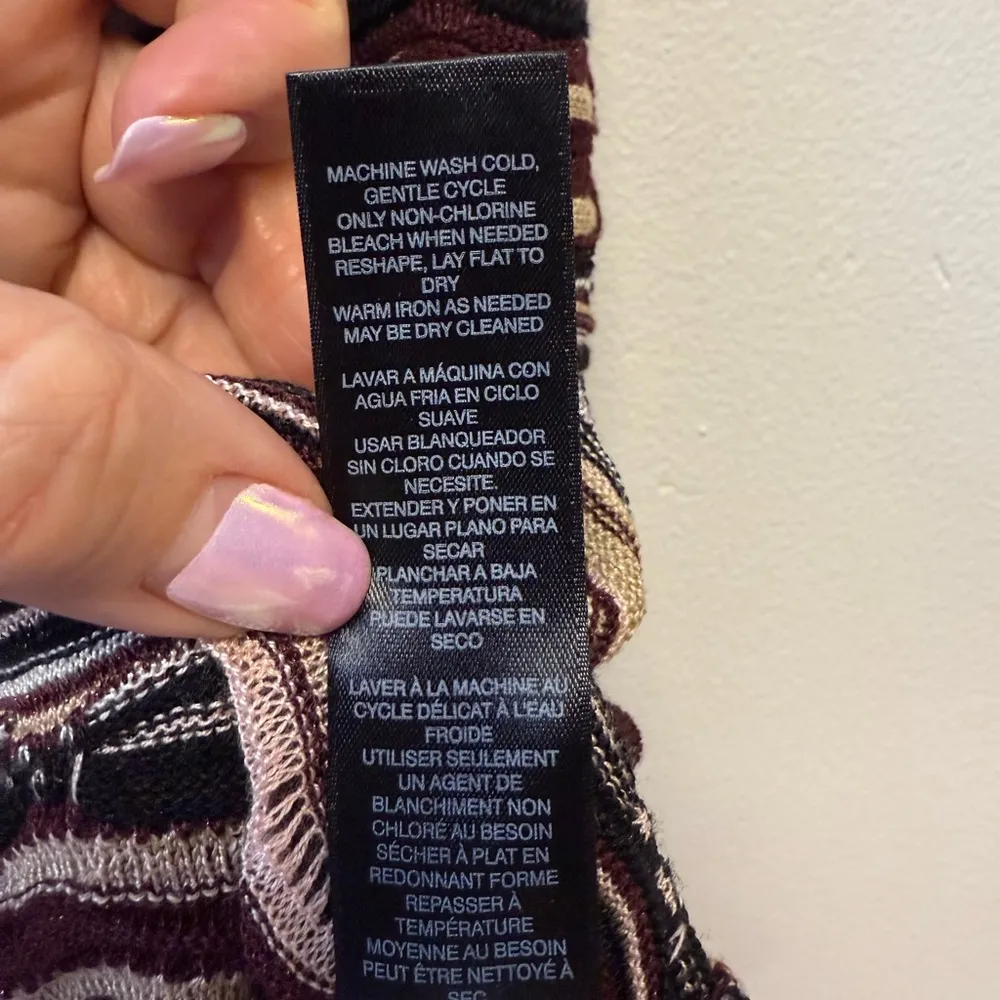 MACHINE WASH COLD,
GENTLE CYCLE
ONLY NON-CHLORINE
BLEACH WHEN NEEDED
RESHAPE, LAY FLAT TO
DRY
WARM IRON AS NEEDED
MAY BE DRY CLEANED
LAVAR A MÁQUINA CON
AGUA FRIA EN CICLO
SUAVE
USAR BLANQUEADOR
SIN CLORO CUANDO SE
NECESITE.
EXTENDER Y PONER EN
UN LUGAR PLANO PARA
SECAR
PLANCHAR A BAJA
TEMPERATURA
PUEDE LAVARSE EN
SECO
LAVER À LA MACHINE AU
CYCLE DÉLICAT À L'EAU
FROIDE
UTILISER SEULEMENT
UN AGENT DE
BLANCHIMENT NON
CHLORÉ AU BESOIN
SÉCHER À PLAT EN
REDONNANT FORME
REPASSER À
TEMPÉRATURE
MOYENNE AU BESOIN
PEUT ÊTRE NETTOYÉ À
SEC